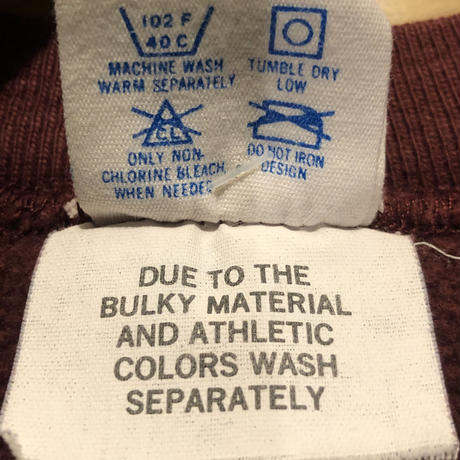 102 F
40 C
MACHINE WASH
WARM SEPARATELY
TUMBLE DRY
LOW
CL
ONLY NON-
CHLORINE BLEACH
WHEN NEEDED
DO NOT IRON
DESIGN
DUE TO THE
BULKY MATERIAL
AND ATHLETIC
COLORS WASH
SEPARATELY